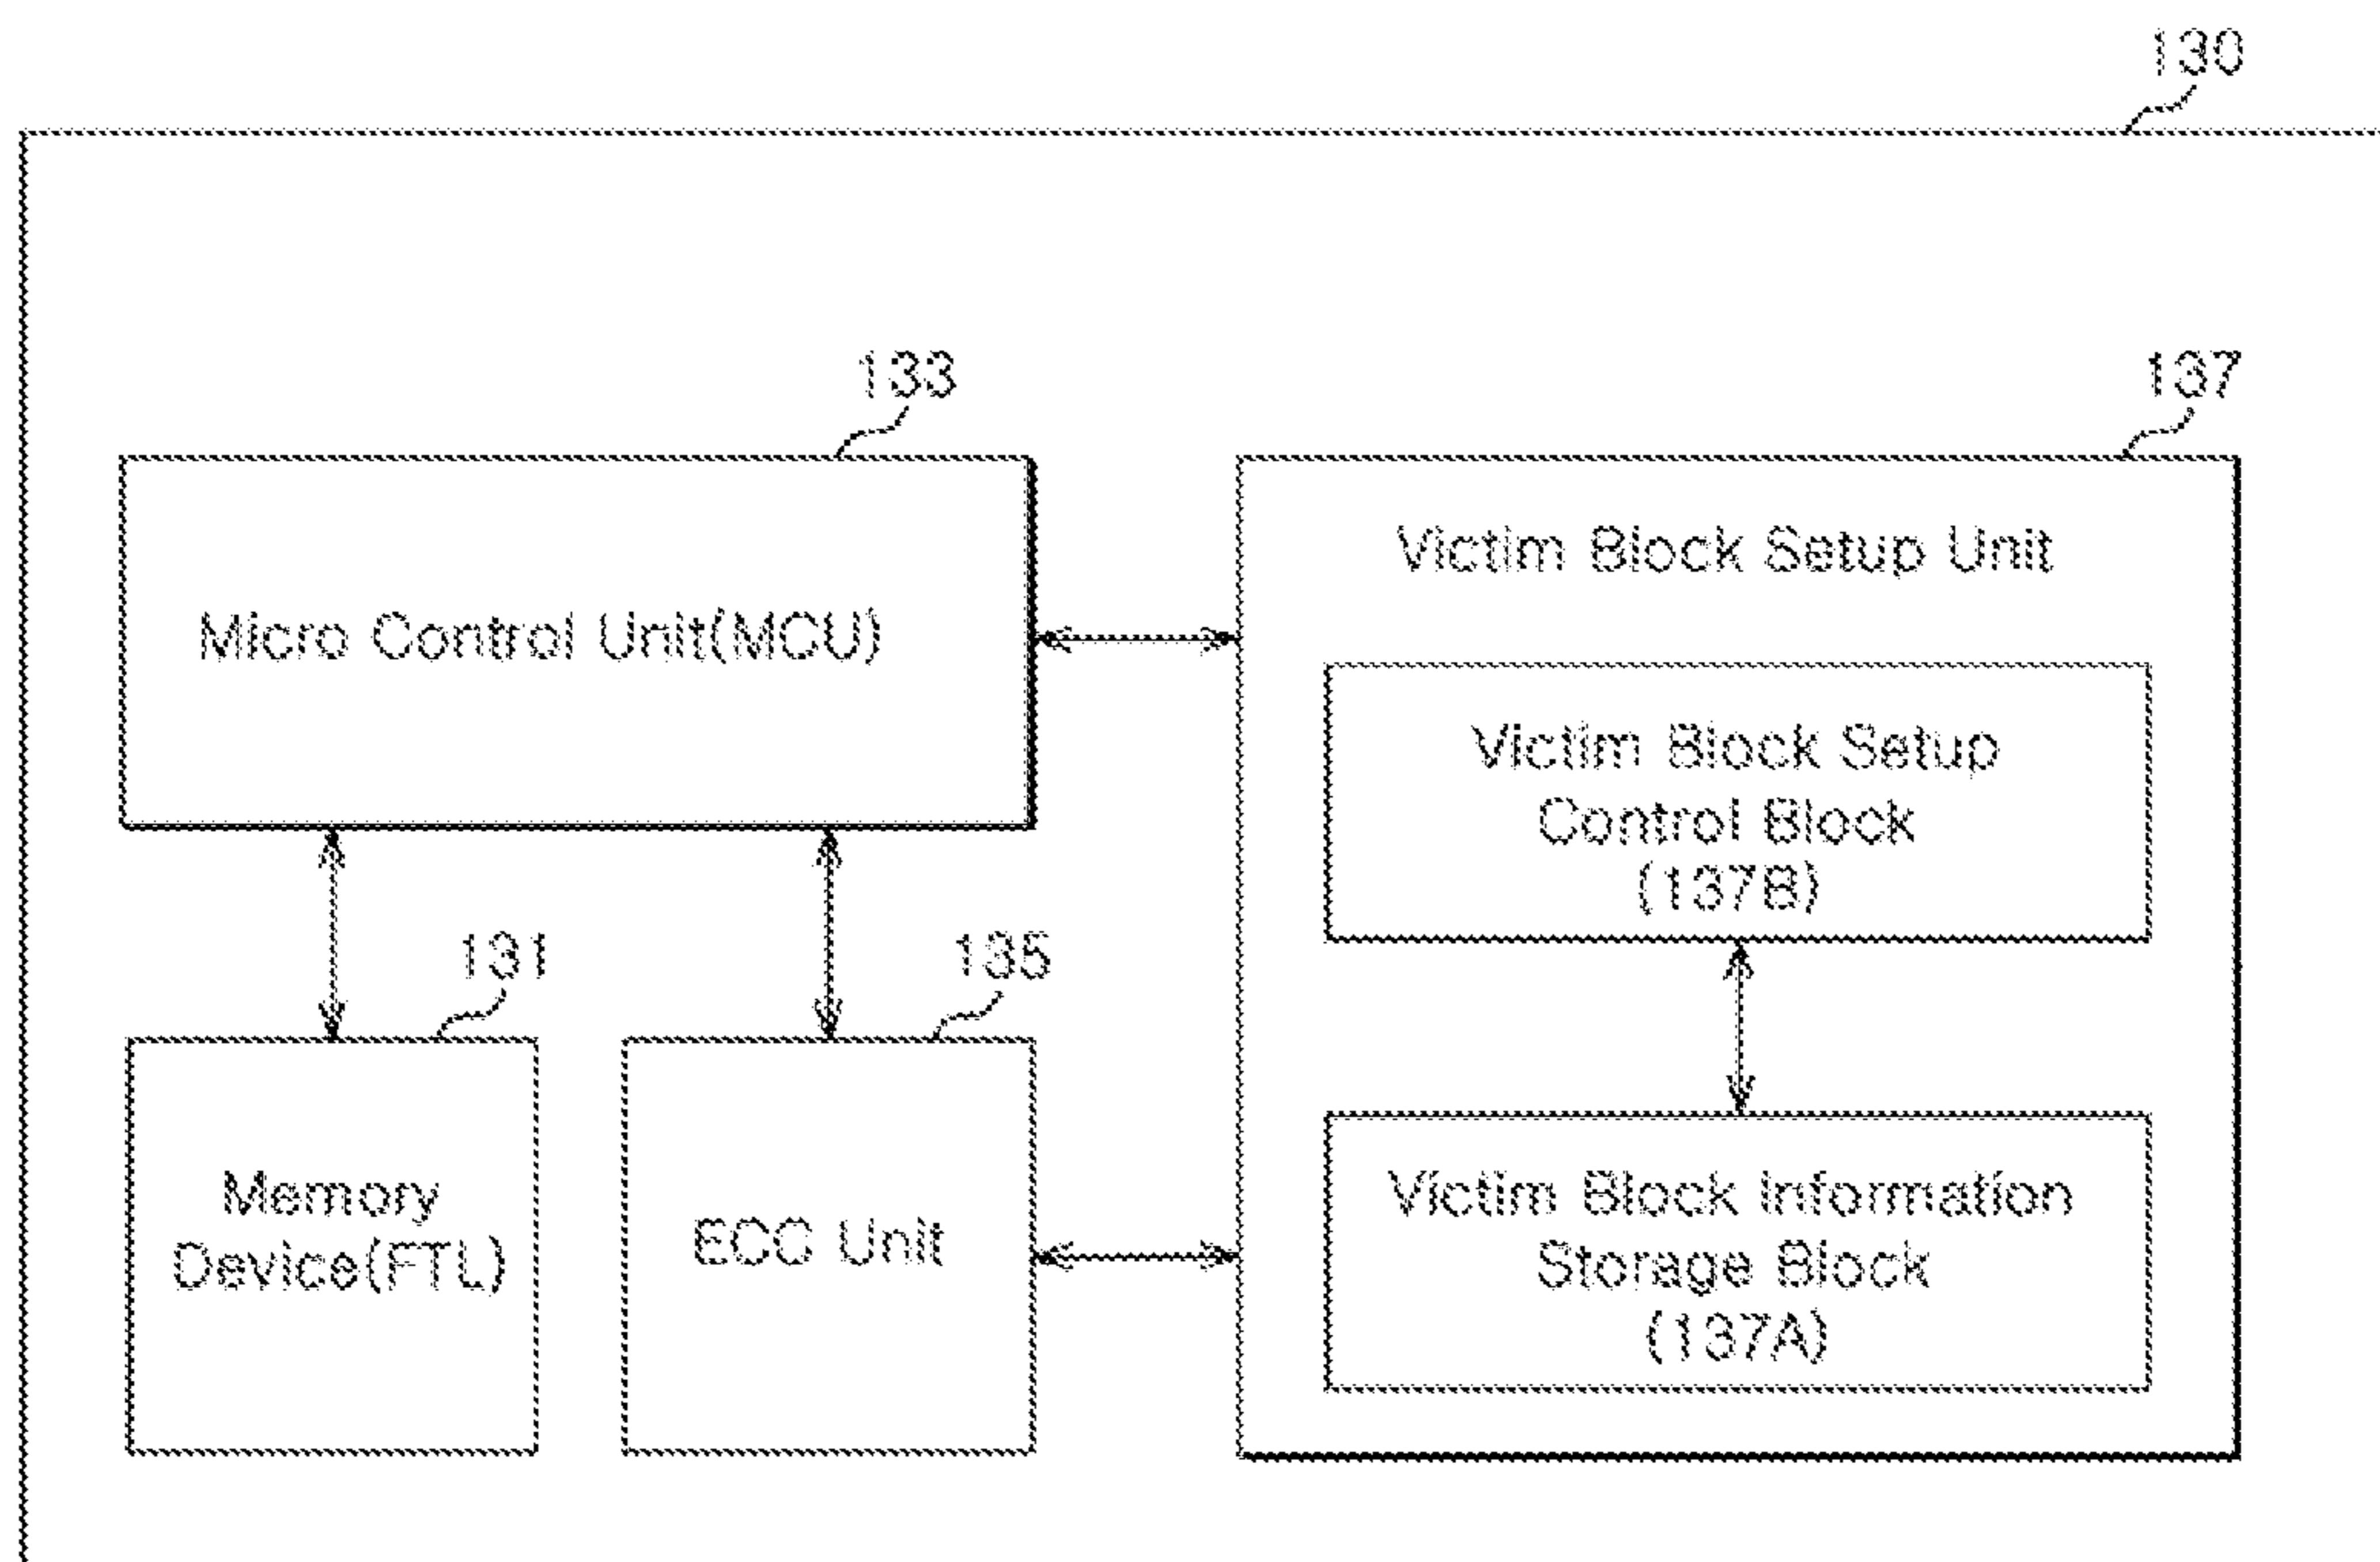 130
133
137
Micro Control Unit(MCU)
Victim Block Setup Unit
Victim Block Setup
Control Block
(137B)
131
135
Memory
Device(FTL)
ECC Unit
Victim Block Information
Storage Block
(137A)